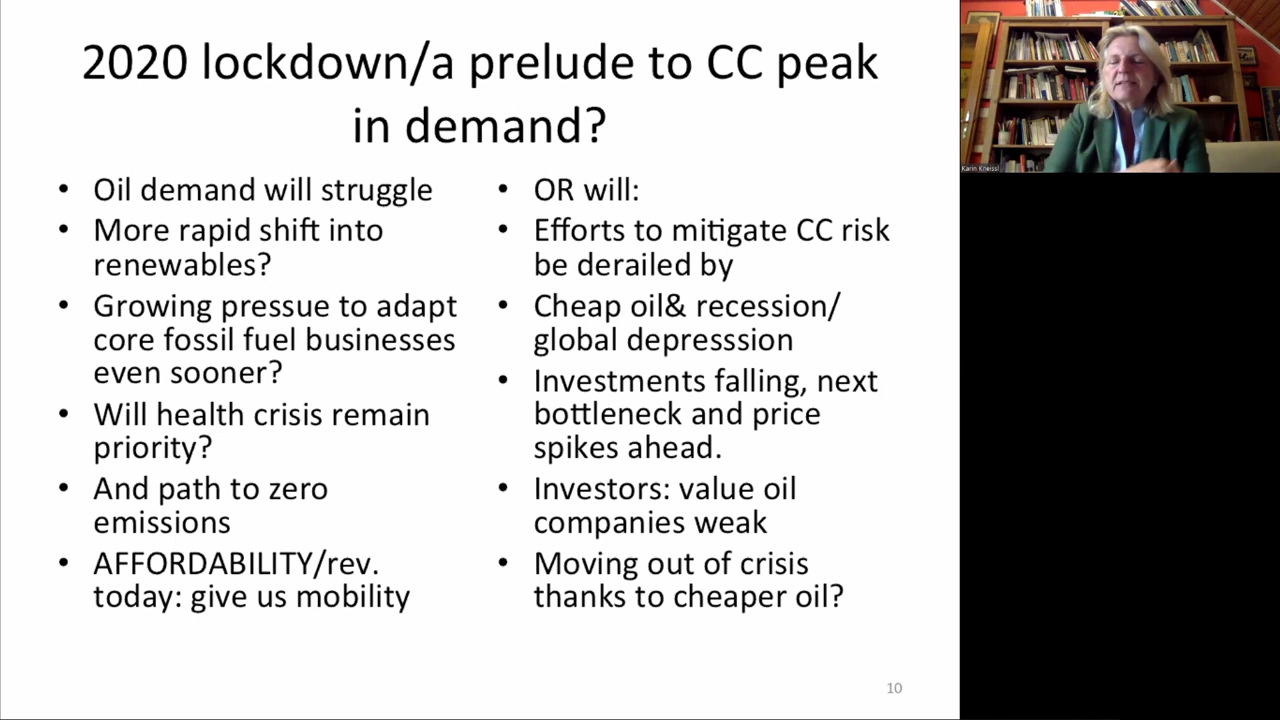 2020 lockdown/a prelude to CC peak
in demand?
• Oil demand will struggle
• More rapid shift into
renewables?
• Growing pressue to adapt
core fossil fuel businesses
even sooner?
• Will health crisis remain
priority?
• And path to zero
emissions
• AFFORDABILITY/rev.
today: give us mobility
• OR will:
• Efforts to mitigate CC risk
be derailed by
• Cheap oil& recession/
global depresssion
• Investments falling, next
bottleneck and price
spikes ahead.
• Investors: value oil
companies weak
• Moving out of crisis
thanks to cheaper oil?
10
Karin Kneissl